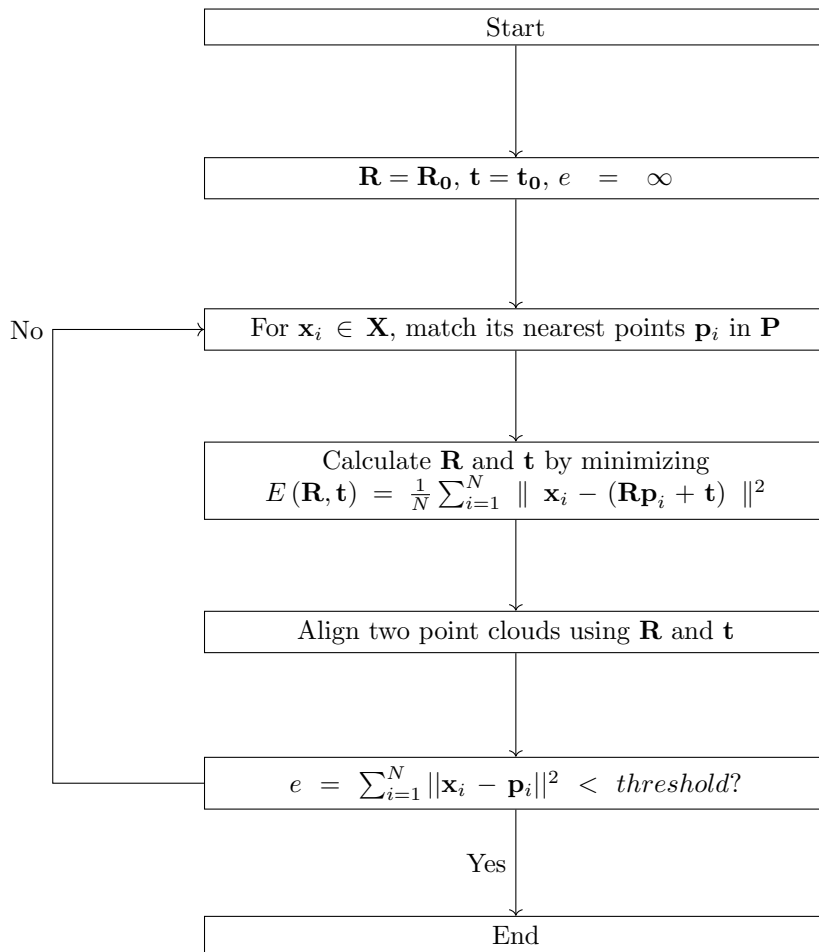 Start
𝐑 = 𝐑₀, 𝐭 = 𝐭₀, e = ∞
No
For 𝐱ᵢ ∈ 𝐗, match its nearest points 𝐩ᵢ in 𝐏
Calculate 𝐑 and 𝐭 by minimizing
E (𝐑, 𝐭) = 1/N ∑ᵢ₌₁ᴺ ∥ 𝐱ᵢ − (𝐑𝐩ᵢ + 𝐭) ∥²
Align two point clouds using 𝐑 and 𝐭
e = ∑ᵢ₌₁ᴺ ||𝐱ᵢ − 𝐩ᵢ||² < threshold?
Yes
End